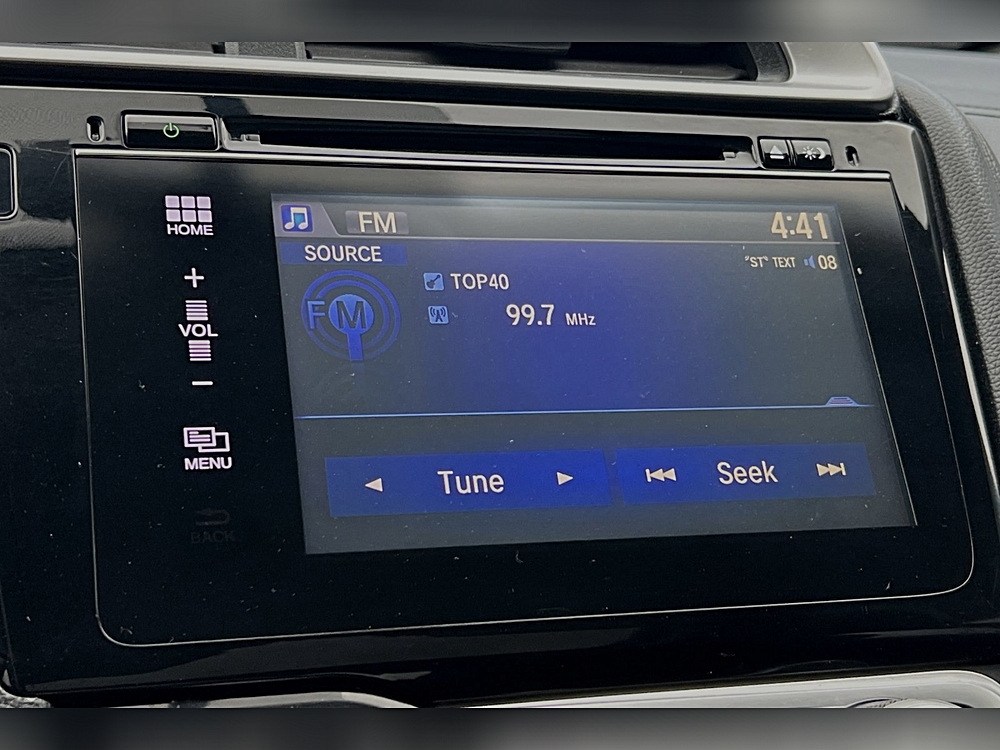 HOME
+
VOL
−
MENU
BACK
FM 4:41
SOURCE
"ST" TEXT 08
FM
TOP40
99.7 MHz
Tune
Seek